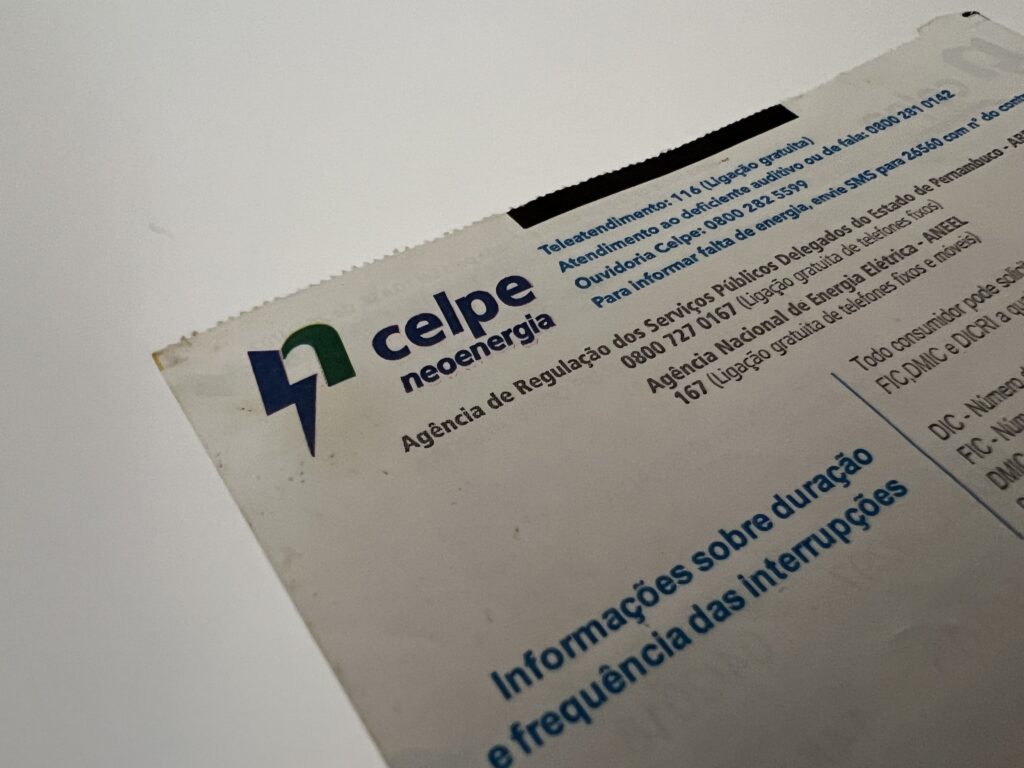 celpe
neoenergia
Teleatendimento: 116 (Ligação gratuita)
Atendimento ao deficiente auditivo ou de fala: 0800 281 0142
Ouvidoria Celpe: 0800 282 5599
Para informar falta de energia, envie SMS para 26560 com n° do
Agência de Regulação dos Serviços Públicos Delegados do Estado de Pernambuco -
0800 727 0167 (Ligação gratuita de telefones fixos)
Agência Nacional de Energia Elétrica - ANEEL
167 (Ligação gratuita de telefones fixos e móveis)
Informações sobre duração
e frequência das interrupções
Todo consumidor pode
FIC,DMIC e DICRI a
DIC - Número
FIC -
DMIC